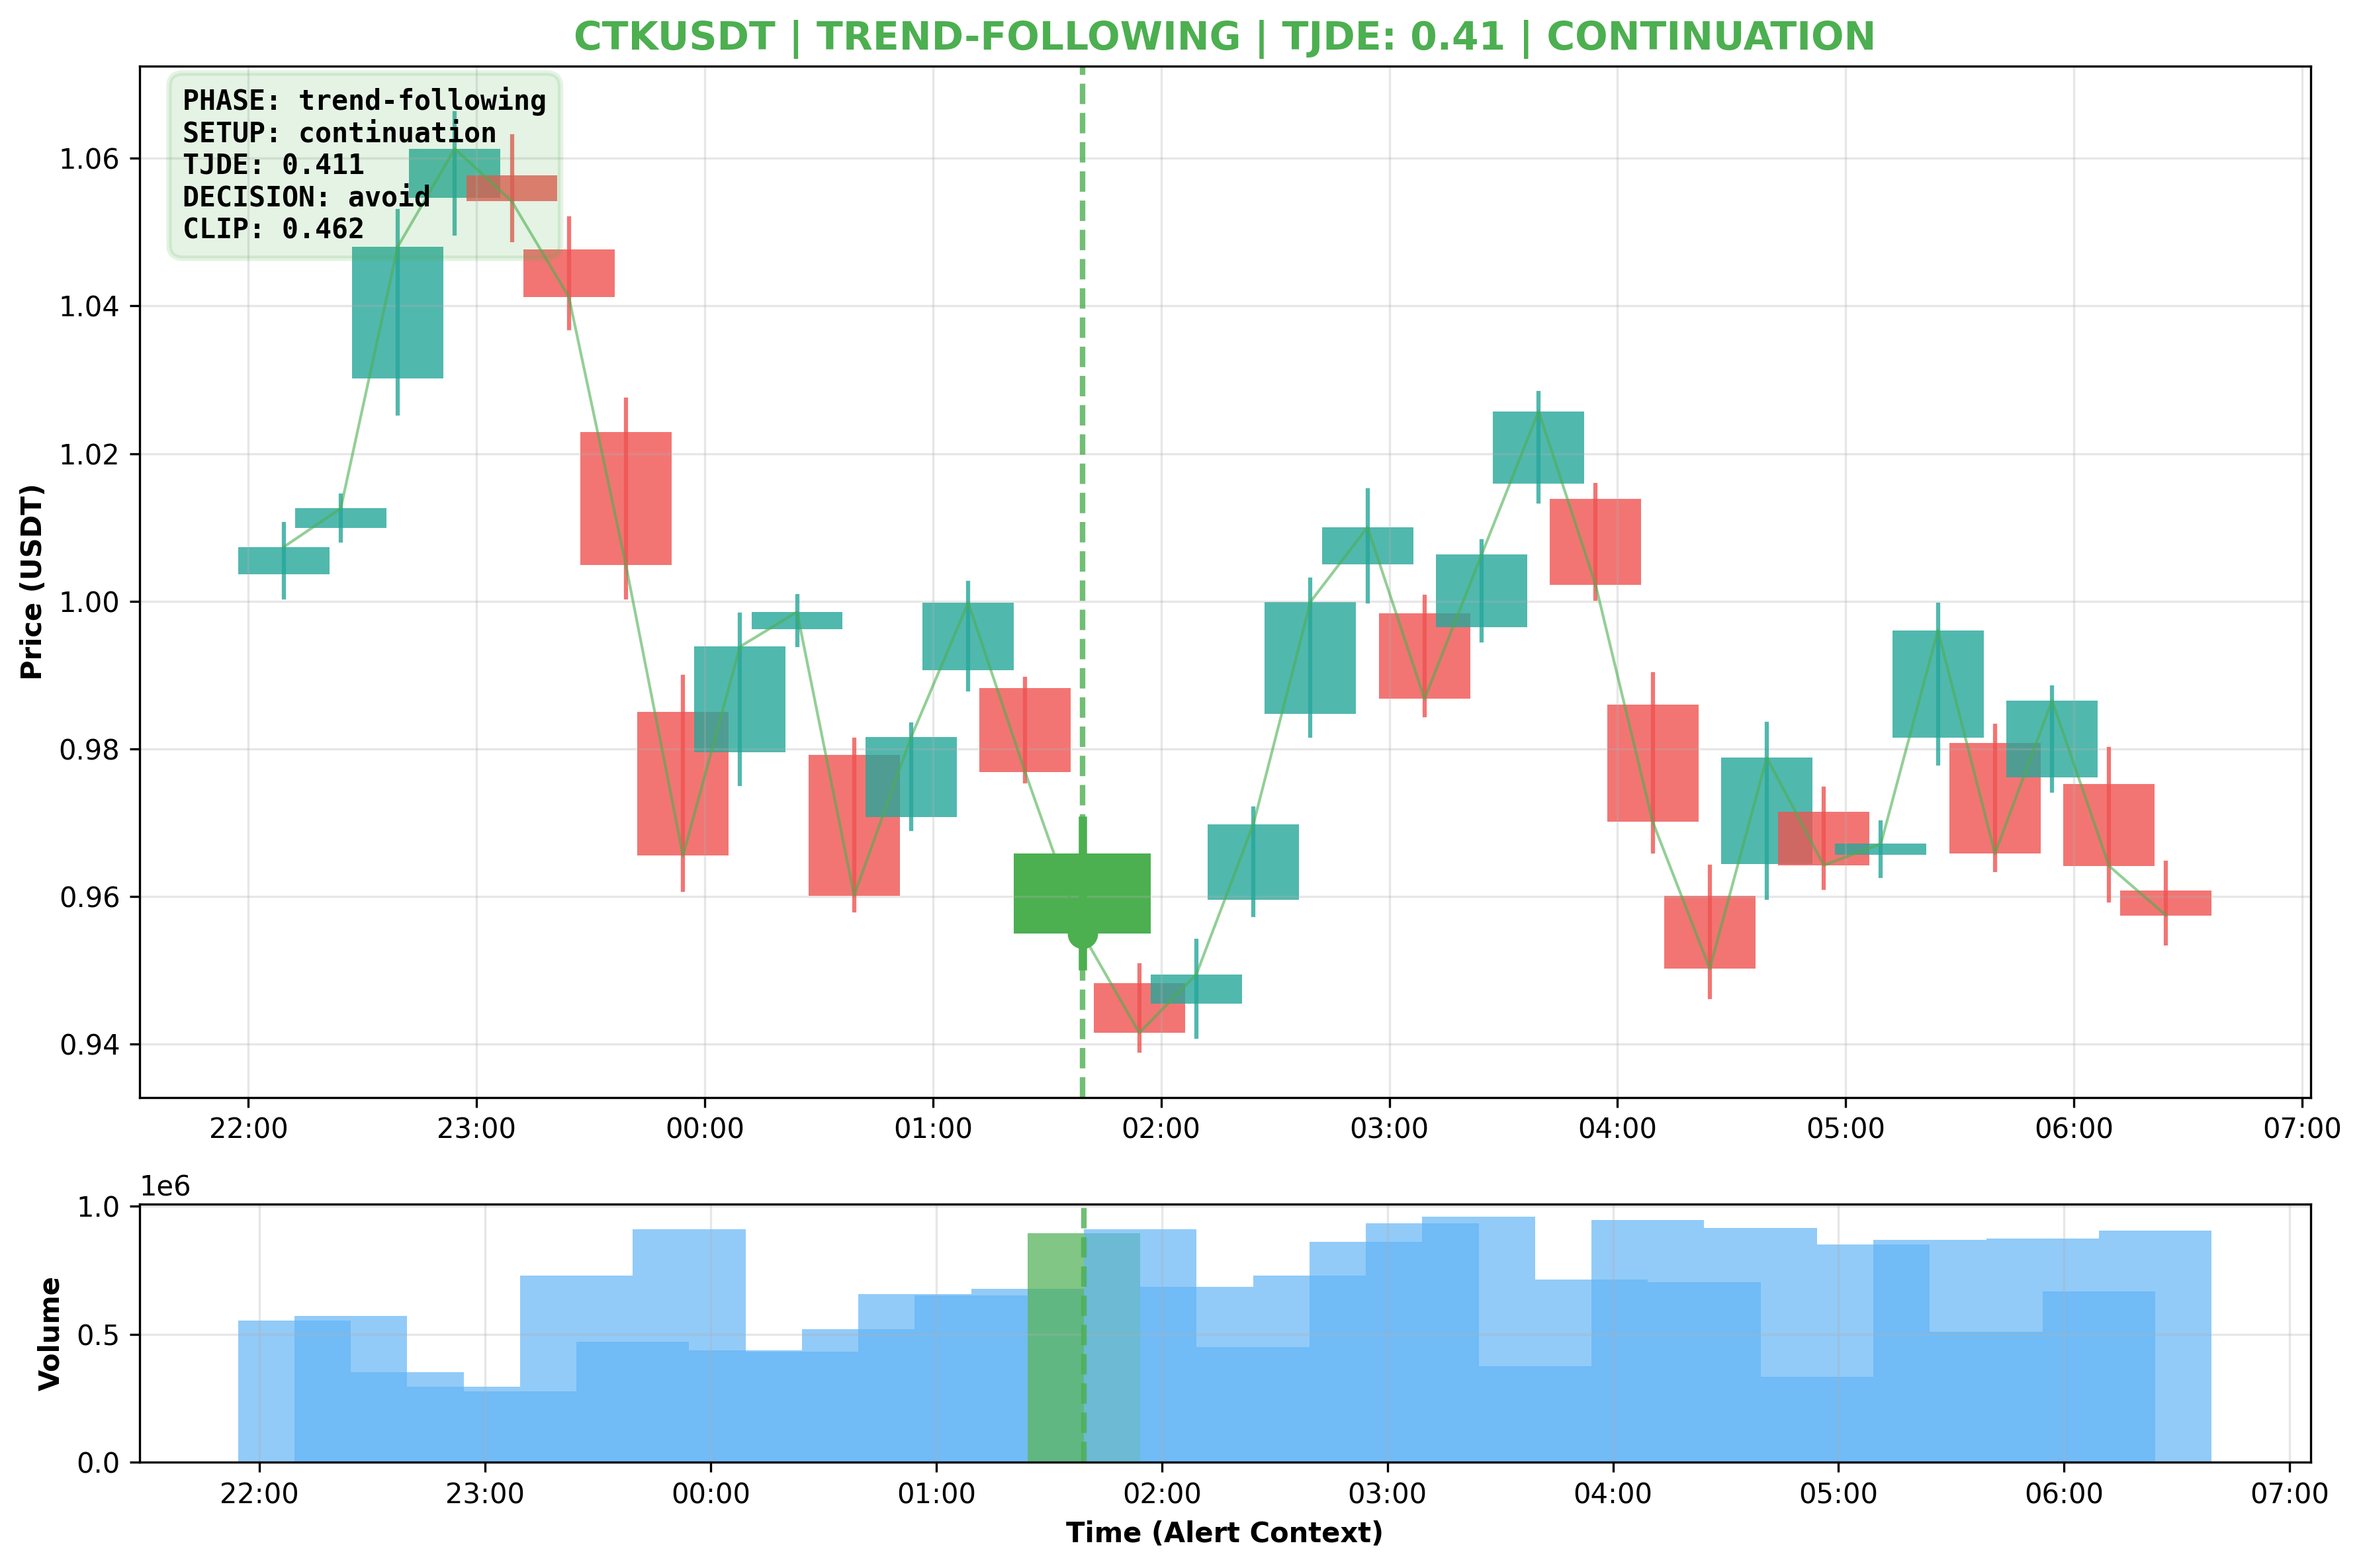 CTKUSDT | TREND-FOLLOWING | TJDE: 0.41 | CONTINUATION
PHASE: trend-following
SETUP: continuation
TJDE: 0.411
DECISION: avoid
CLIP: 0.462
Price (USDT)
1.06
1.04
1.02
1.00
0.98
0.96
0.94
22:00 23:00 00:00 01:00 02:00 03:00 04:00 05:00 06:00 07:00
1e6
Volume
1.0
0.5
0.0
22:00 23:00 00:00 01:00 02:00 03:00 04:00 05:00 06:00 07:00
Time (Alert Context)